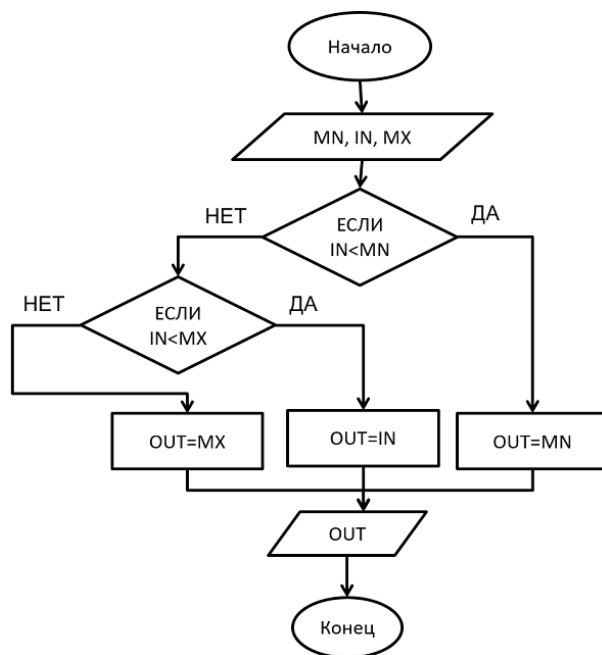 Начало
MN, IN, MX
НЕТ
ЕСЛИ
IN<MN
ДА
НЕТ
ЕСЛИ
IN<MX
ДА
OUT=MX
OUT=IN
OUT=MN
OUT
Конец